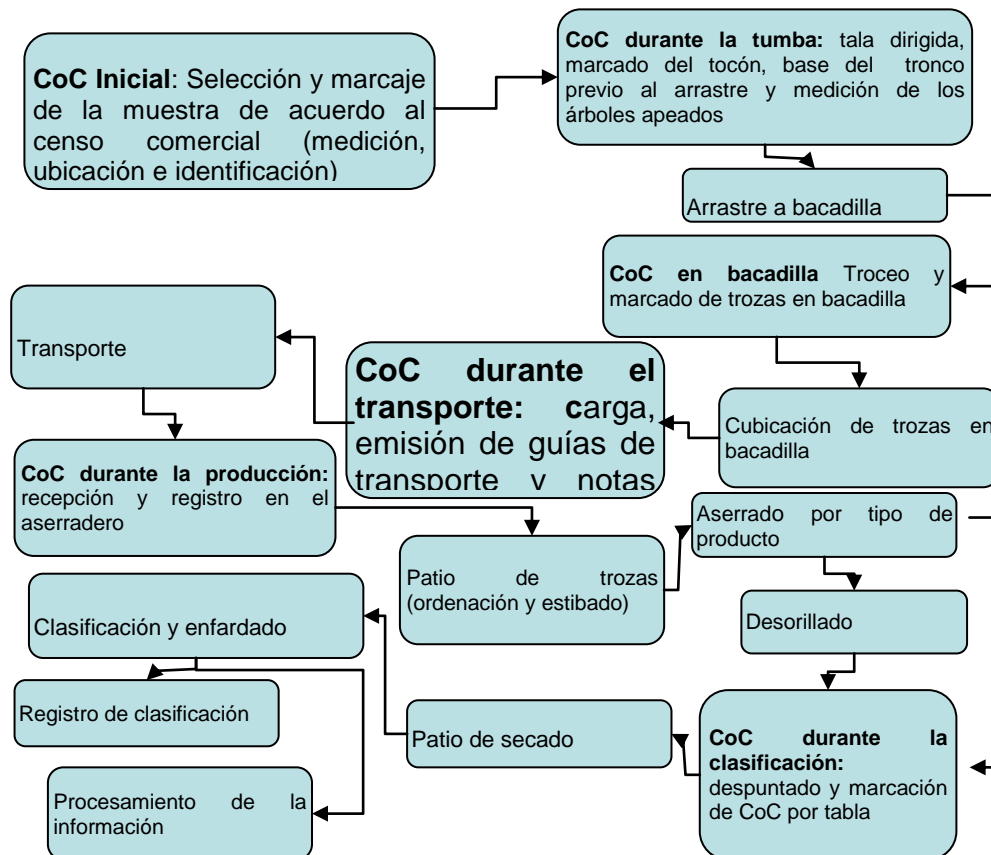 CoC Inicial: Selección y marcaje
de la muestra de acuerdo al
censo comercial (medición,
ubicación e identificación)
CoC durante la tumba: tala dirigida,
marcado del tocón, base del tronco
previo al arrastre y medición de los
árboles apeados
Arrastre a bacadilla
CoC en bacadilla Troceo y
marcado de trozas en bacadilla
Cubicación de trozas en
bacadilla
CoC durante el
transporte: carga,
emisión de guías de
transporte y notas
Transporte
CoC durante la producción:
recepción y registro en el
aserradero
Patio de trozas
(ordenación y estibado)
Aserrado por tipo de
producto
Desorillado
CoC durante la
clasificación:
despuntado y marcación
de CoC por tabla
Patio de secado
Clasificación y enfardado
Registro de clasificación
Procesamiento de la
información